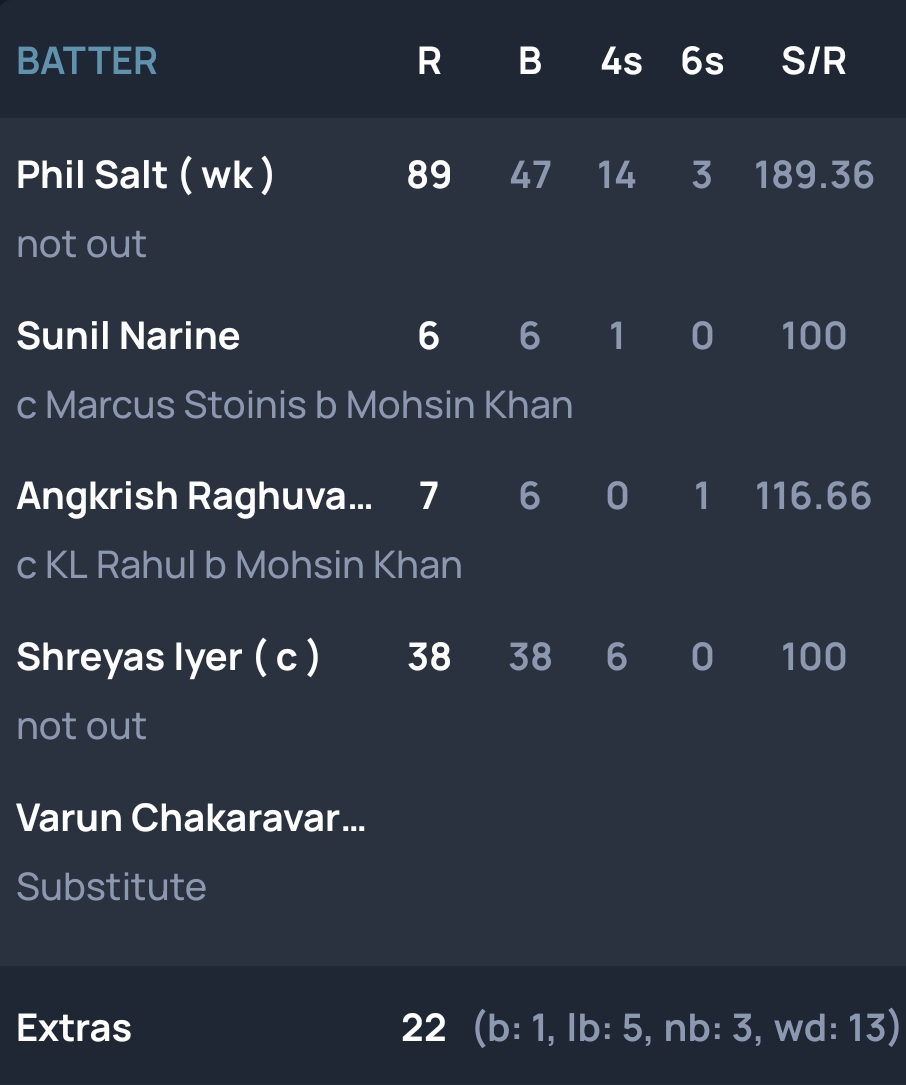 BATTER R B 4s 6s S/R
Phil Salt ( wk ) 89 47 14 3 189.36
not out
Sunil Narine 6 6 1 0 100
c Marcus Stoinis b Mohsin Khan
Angkrish Raghuva... 7 6 0 1 116.66
c KL Rahul b Mohsin Khan
Shreyas Iyer ( c ) 38 38 6 0 100
not out
Varun Chakaravar...
Substitute
Extras 22 (b: 1, lb: 5, nb: 3, wd: 13)